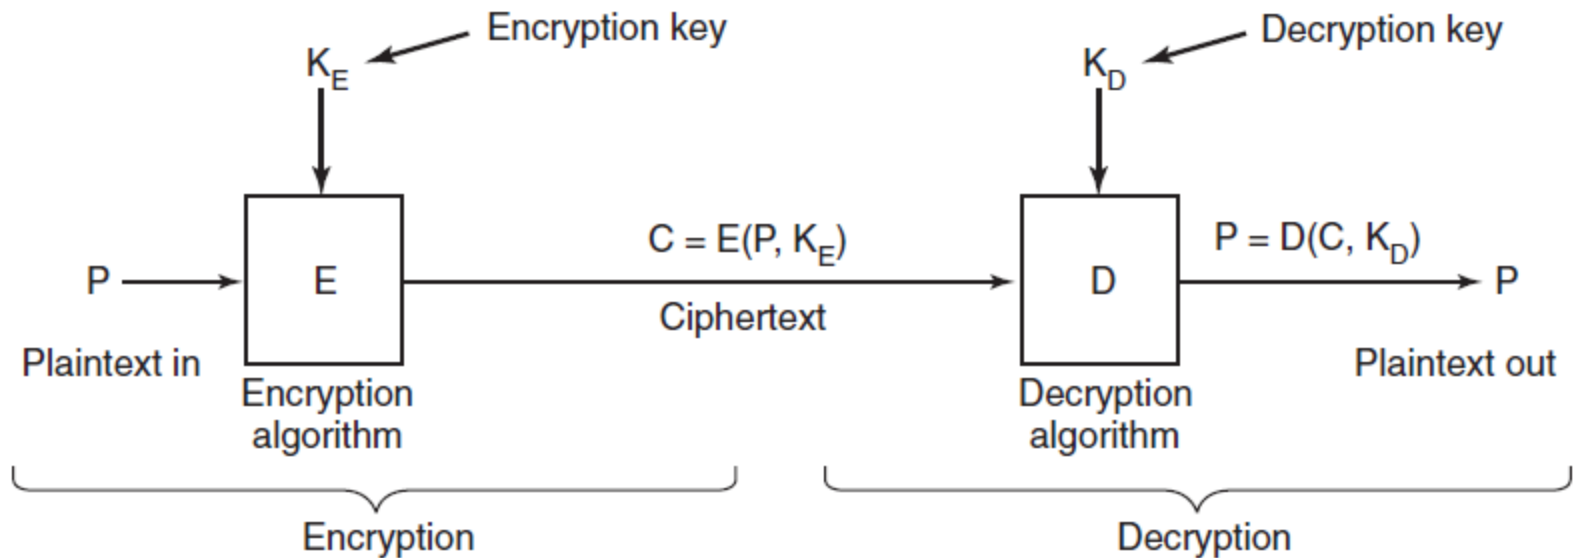 Encryption key
K_E
Decryption key
K_D
P
E
C = E(P, K_E)
Ciphertext
D
P = D(C, K_D)
P
Plaintext in
Encryption
algorithm
Decryption
algorithm
Plaintext out
Encryption
Decryption